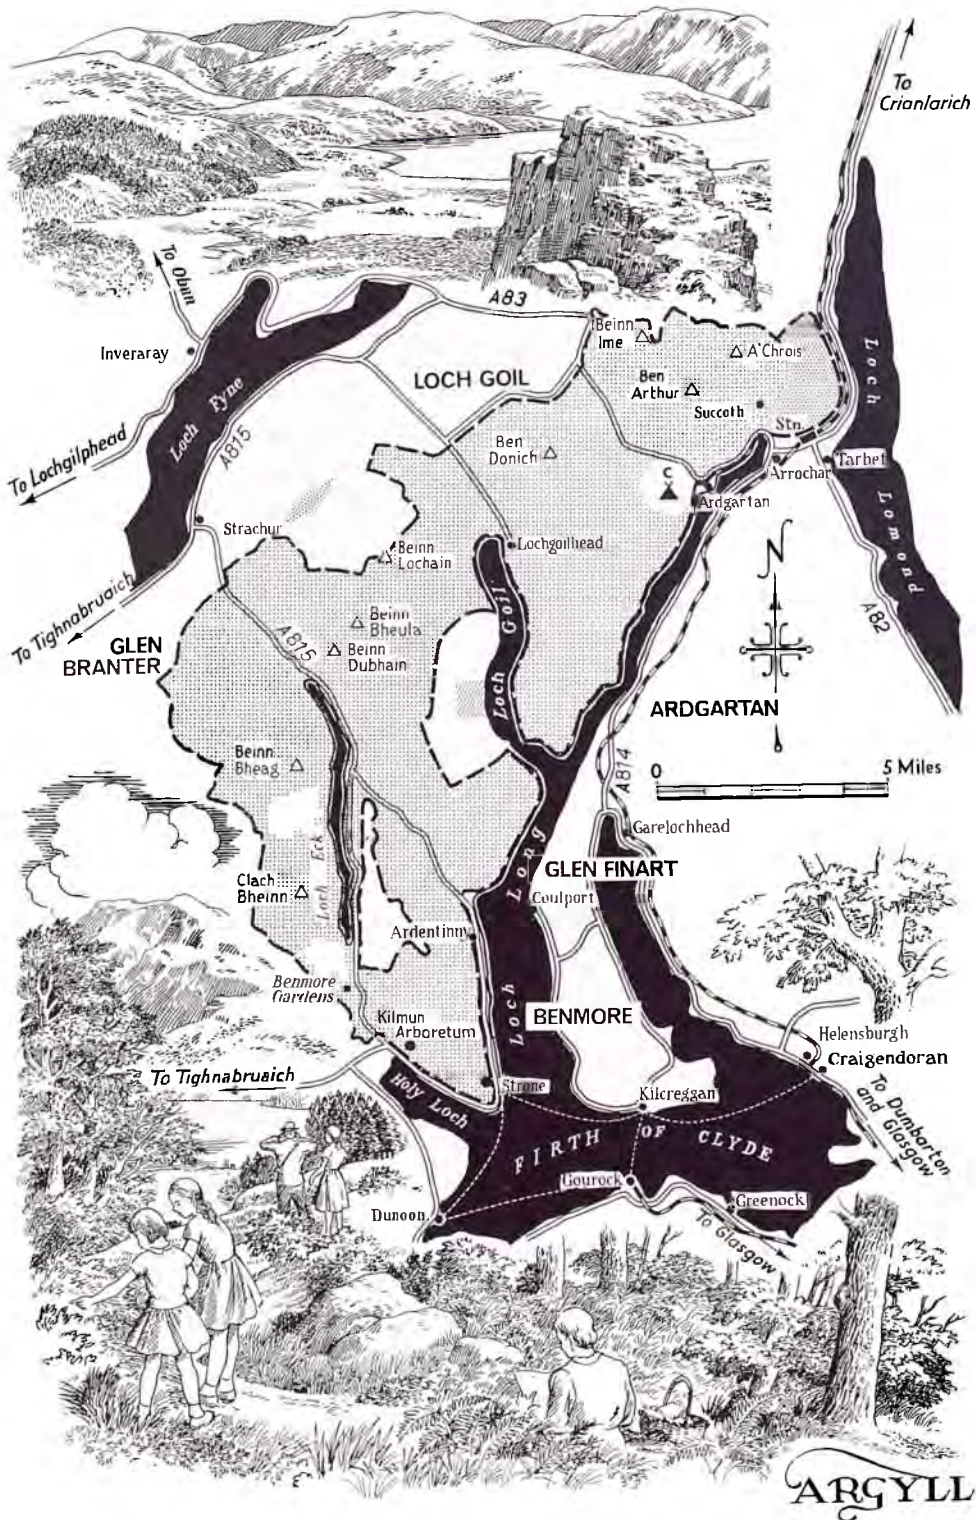 To
Crianlarich
To Oban
A83
Beinn
Ime
A'Chrois
Inveraray
LOCH GOIL
Ben
Arthur
Succoth
Loch Fyne
A815
Stn.
To Lochgilphead
Ben
Donich
C
Ardgartan
Arrochar
Tarbet
Loch Lomond
Strachur
Lochgoilhead
Beinn
Lochain
N
To Tighnabruaich
GLEN
BRANTER
Beinn
Bheula
Beinn
Dubhain
A815
Loch Goil
A82
ARDGARTAN
A814
0 5 Miles
Beinn
Bheag
Garelochhead
GLEN FINART
Coulport
Clach
Bheinn
Loch Eck
Loch Long
Ardentinny
Benmore
Gardens
BENMORE
Kilmun
Arboretum
Helensburgh
Craigendoran
To Tighnabruaich
Strone
Holy Loch
Kilcreggan
To Dumbarton
and Glasgow
FIRTH OF CLYDE
Gourock
Greenock
Dunoon
To Glasgow
ARGYLL